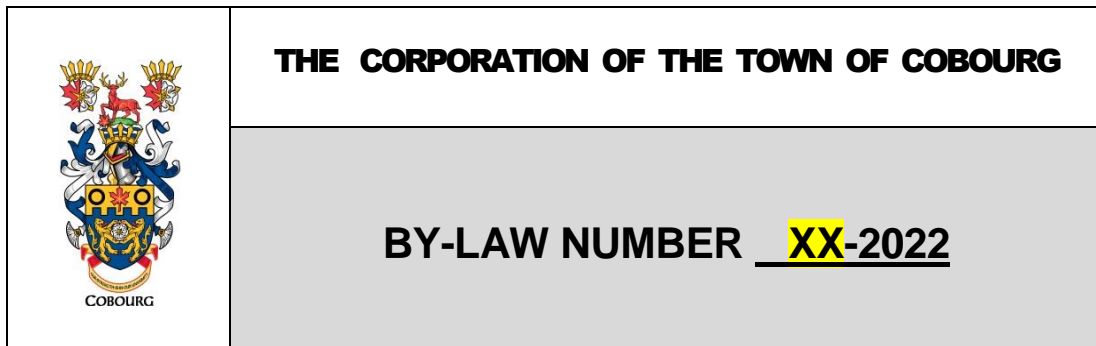 THE CORPORATION OF THE TOWN OF COBOURG
BY-LAW NUMBER XX-2022
COBOURG